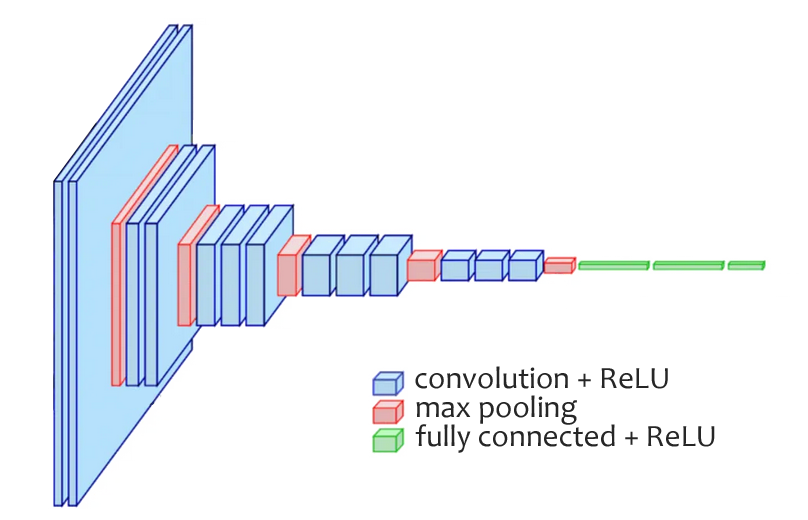 convolution + ReLU
max pooling
fully connected + ReLU